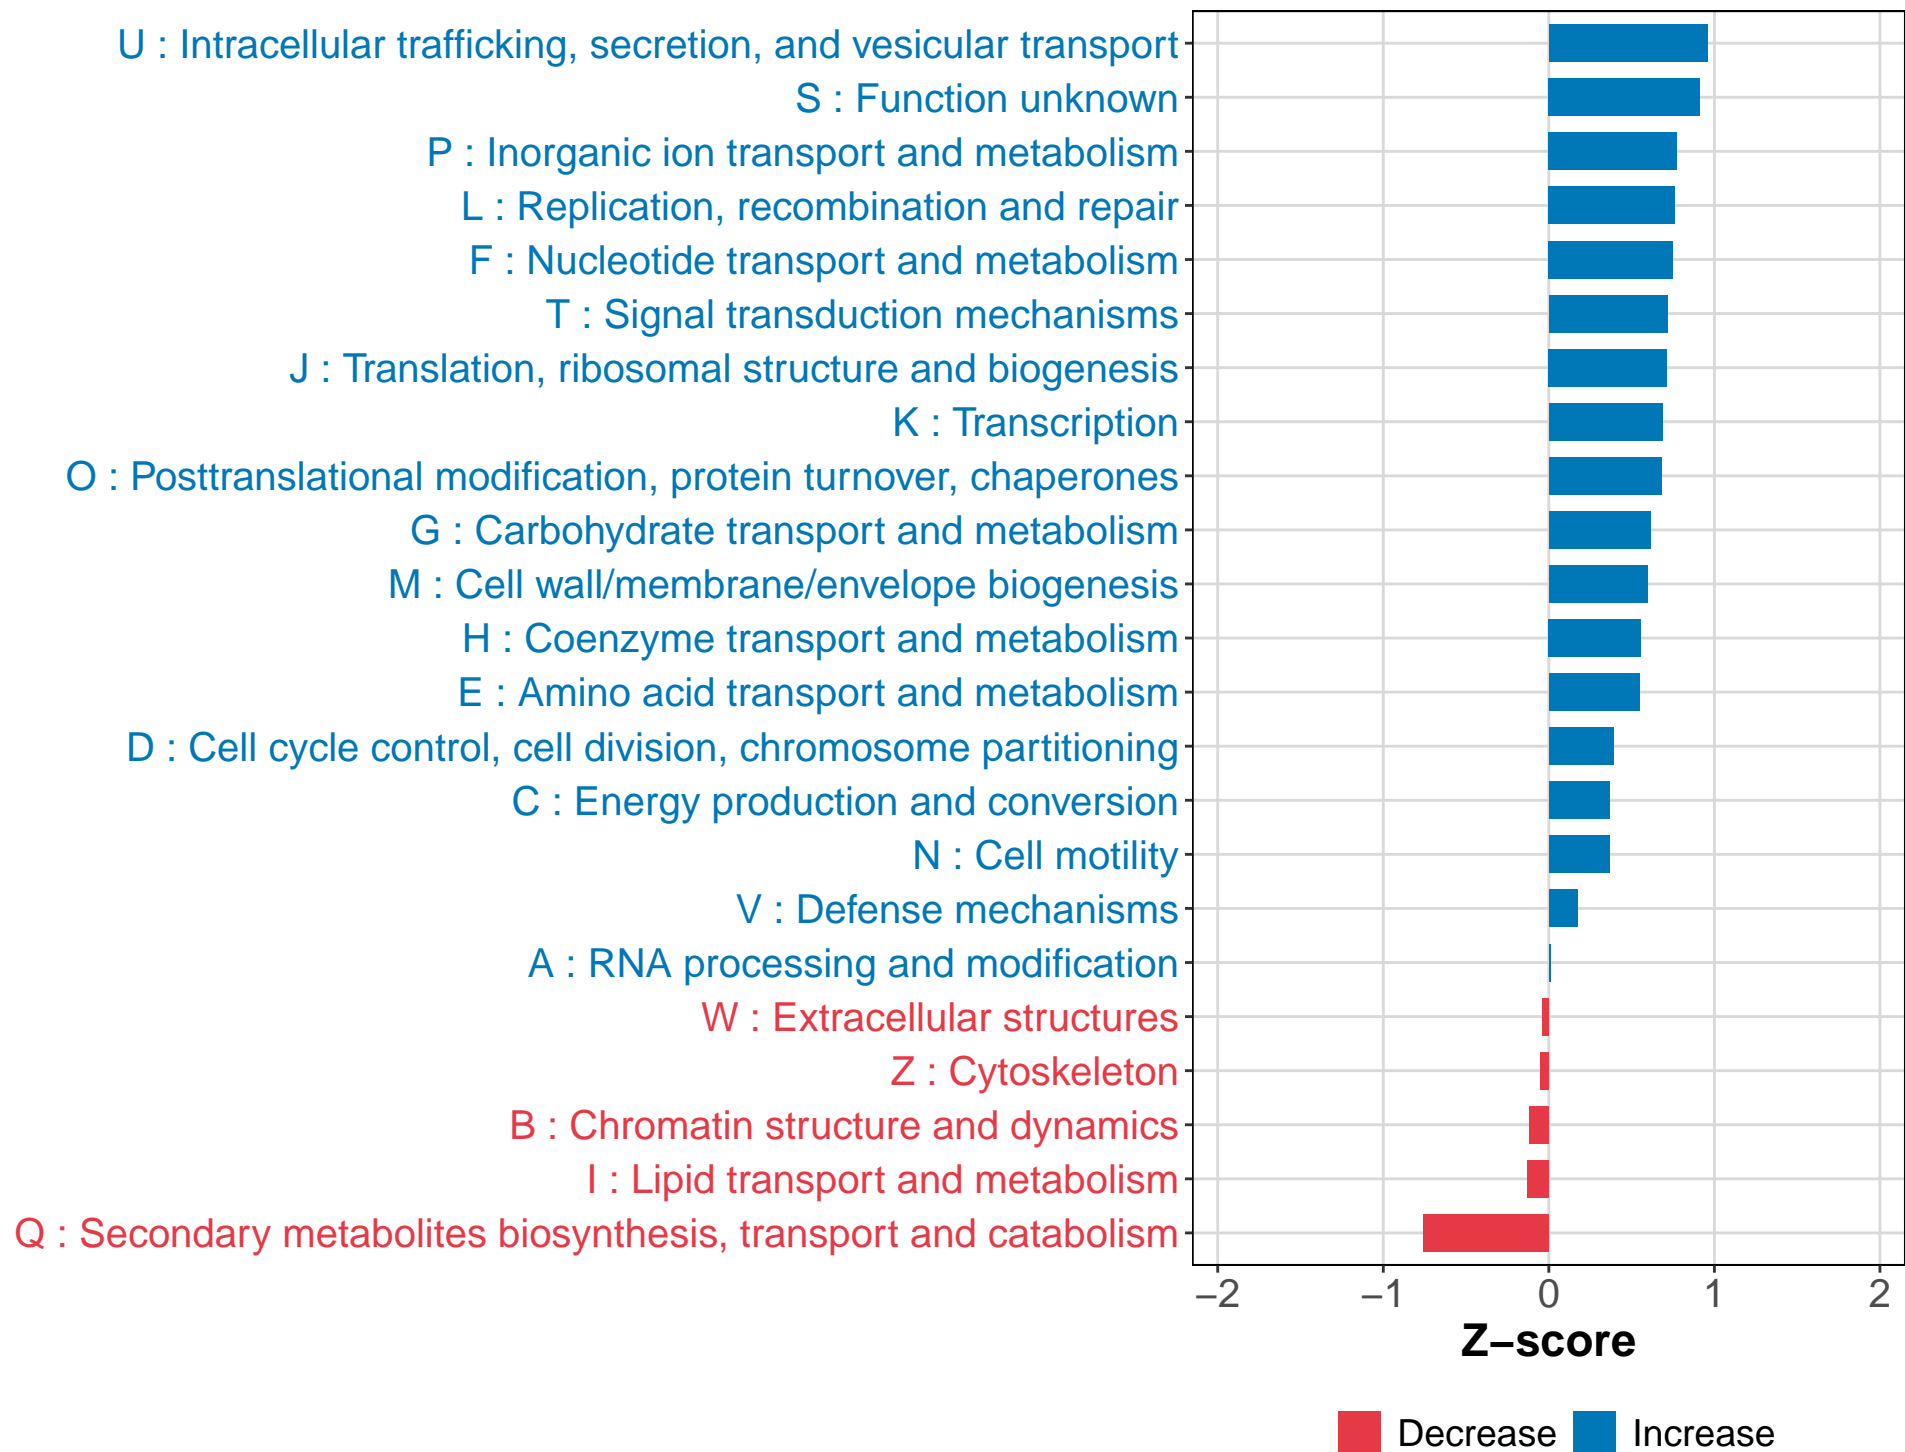 U : Intracellular trafficking, secretion, and vesicular transport
S : Function unknown
P : Inorganic ion transport and metabolism
L : Replication, recombination and repair
F : Nucleotide transport and metabolism
T : Signal transduction mechanisms
J : Translation, ribosomal structure and biogenesis
K : Transcription
O : Posttranslational modification, protein turnover, chaperones
G : Carbohydrate transport and metabolism
M : Cell wall/membrane/envelope biogenesis
H : Coenzyme transport and metabolism
E : Amino acid transport and metabolism
D : Cell cycle control, cell division, chromosome partitioning
C : Energy production and conversion
N : Cell motility
V : Defense mechanisms
A : RNA processing and modification
W : Extracellular structures
Z : Cytoskeleton
B : Chromatin structure and dynamics
I : Lipid transport and metabolism
Q : Secondary metabolites biosynthesis, transport and catabolism
−2 −1 0 1 2
Z−score
Decrease Increase